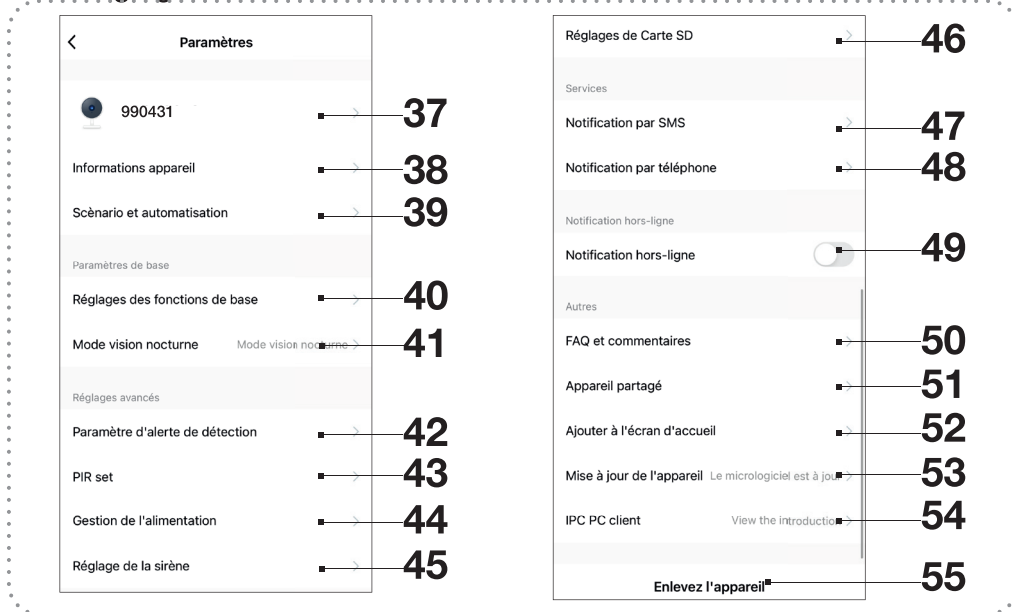 Paramètres
990431
37
Informations appareil
38
Scènario et automatisation
39
Paramètres de base
Réglages des fonctions de base
40
Mode vision nocturne Mode vision nocturne
41
Réglages avancés
Paramètre d'alerte de détection
42
PIR set
43
Gestion de l'alimentation
44
Réglage de la sirène
45
Réglages de Carte SD
46
Services
Notification par SMS
47
Notification par téléphone
48
Notification hors-ligne
Notification hors-ligne
49
Autres
FAQ et commentaires
50
Appareil partagé
51
Ajouter à l'écran d'accueil
52
Mise à jour de l'appareil Le micrologiciel est à jour
53
IPC PC client View the introduction
54
Enlevez l'appareil
55